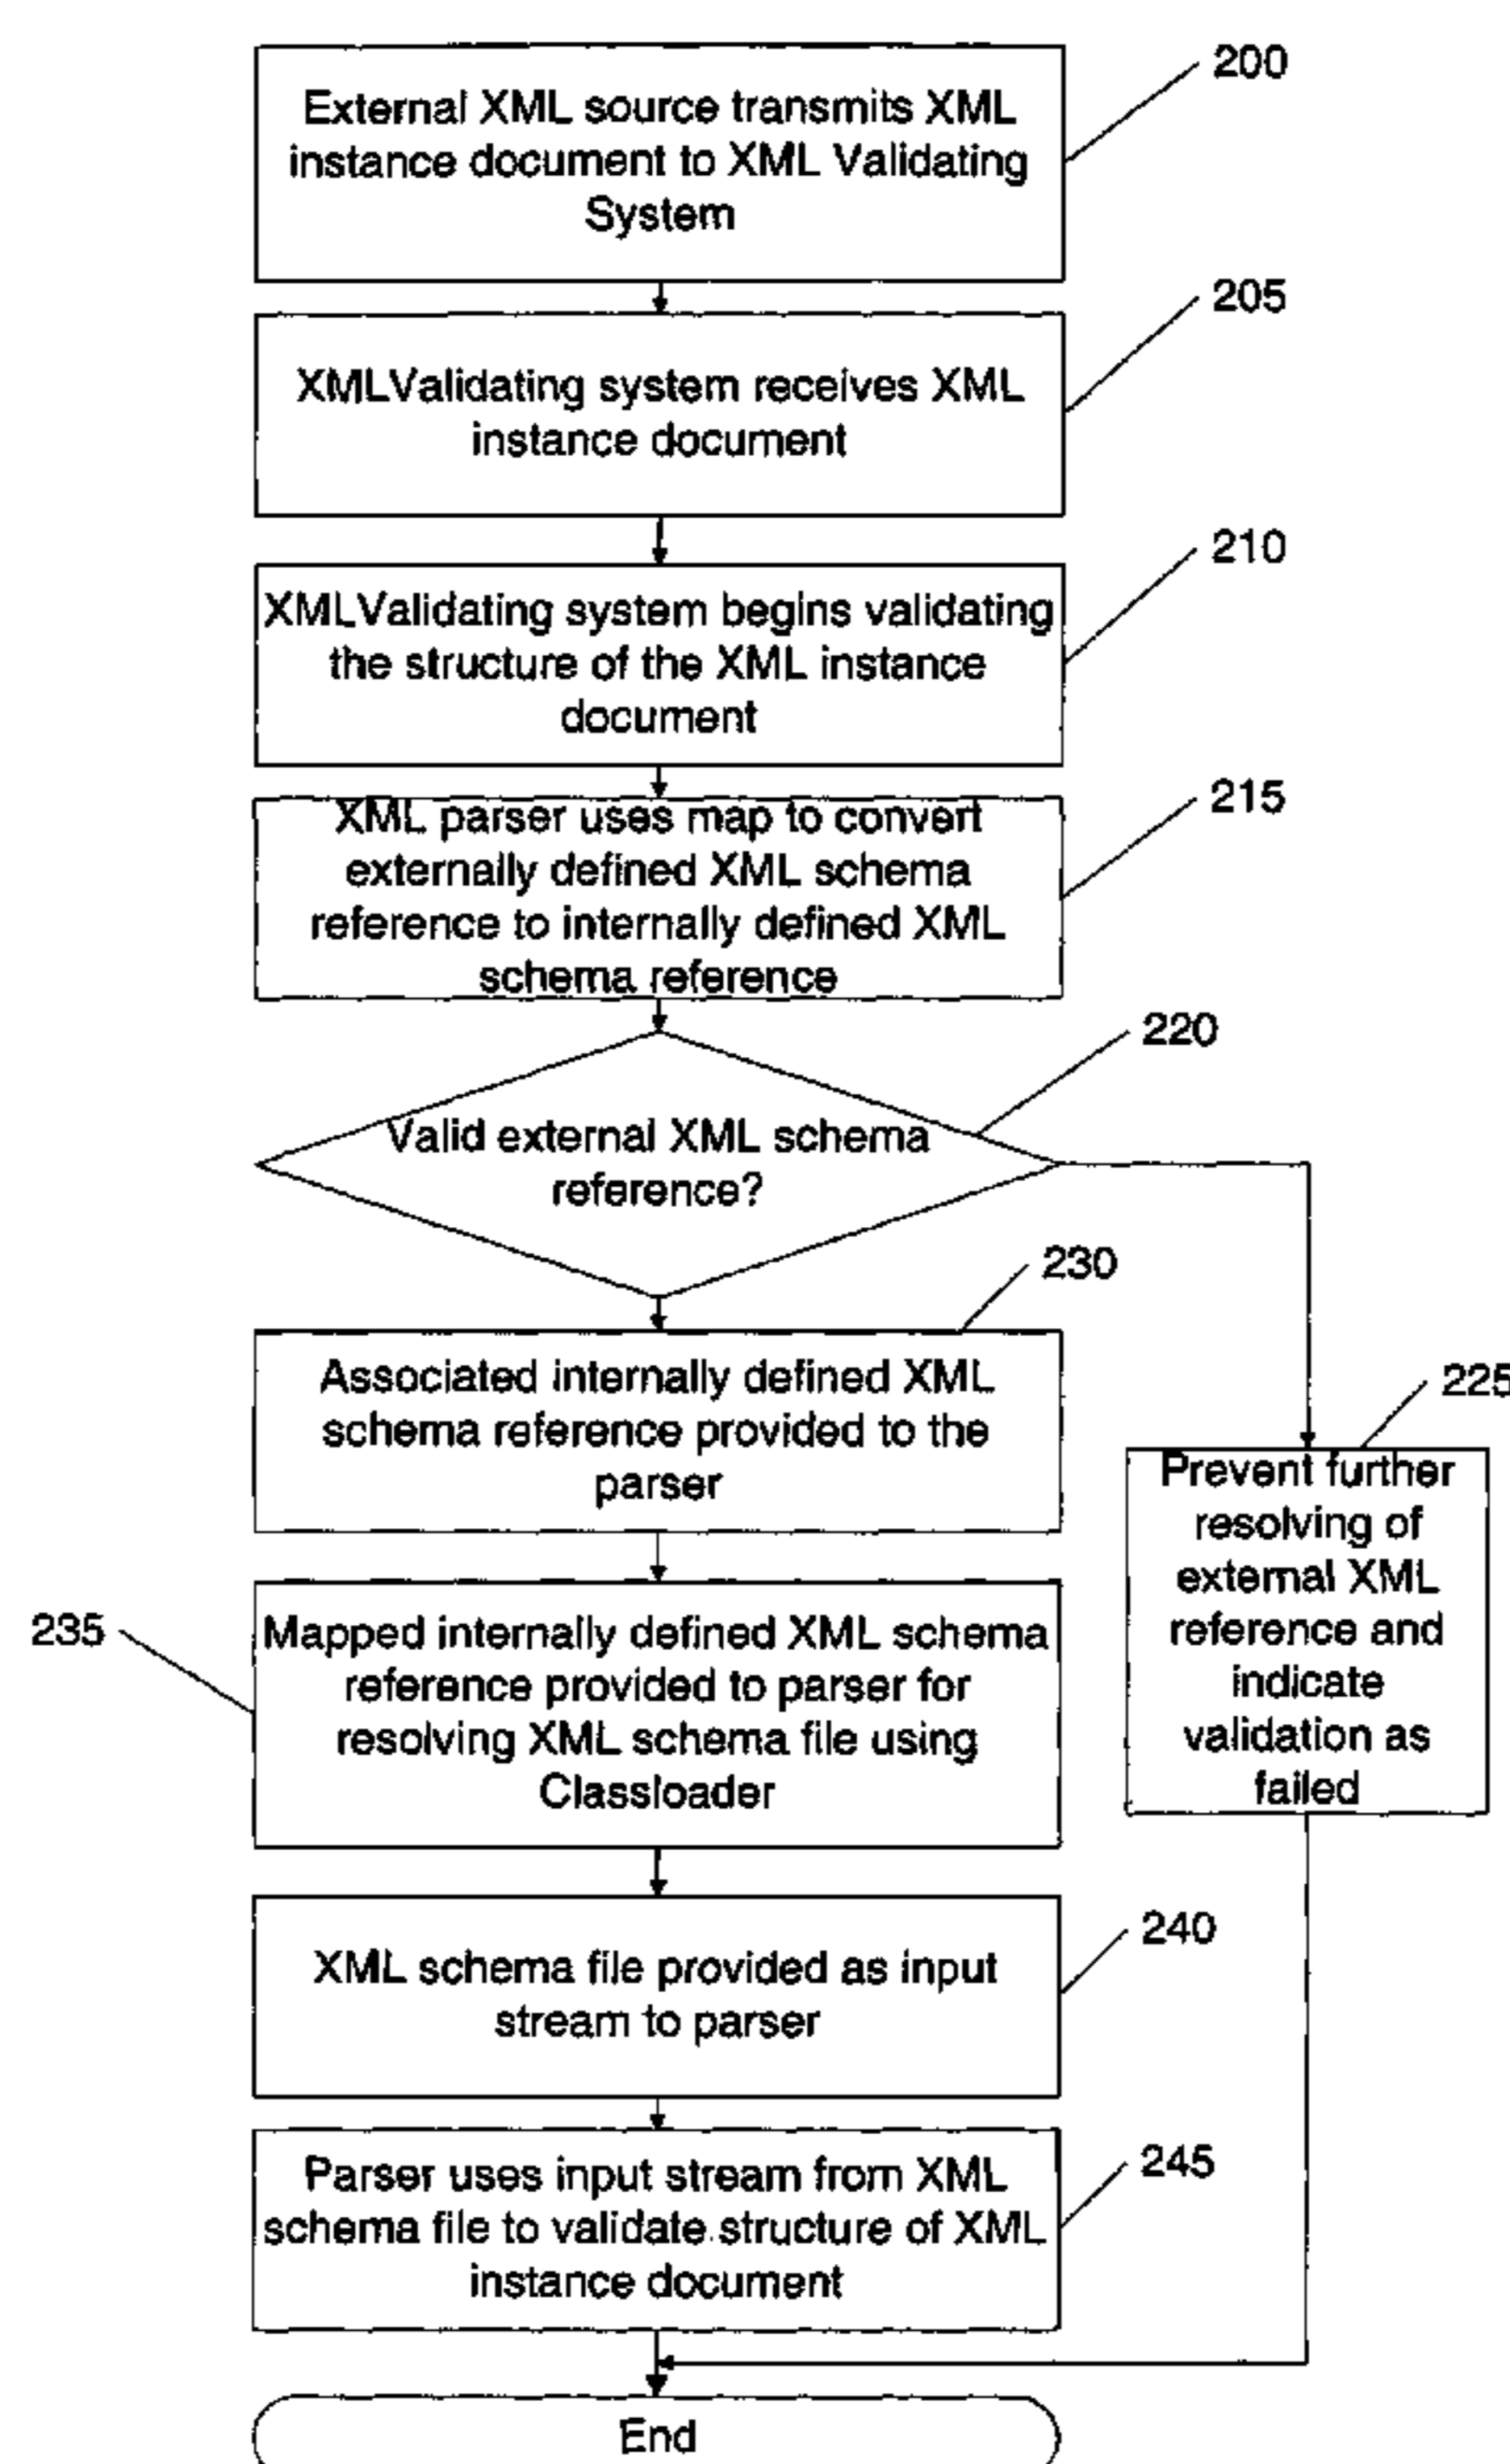 External XML source transmits XML
instance document to XML Validating
System
200
XMLValidating system receives XML
instance document
205
XMLValidating system begins validating
the structure of the XML instance
document
210
XML parser uses map to convert
externally defined XML schema
reference to internally defined XML
schema reference
215
Valid external XML schema
reference?
220
Associated internally defined XML
schema reference provided to the
parser
230
Prevent further
resolving of
external XML
reference and
indicate
validation as
failed
225
Mapped internally defined XML schema
reference provided to parser for
resolving XML schema file using
Classloader
235
XML schema file provided as input
stream to parser
240
Parser uses input stream from XML
schema file to validate structure of XML
instance document
245
End